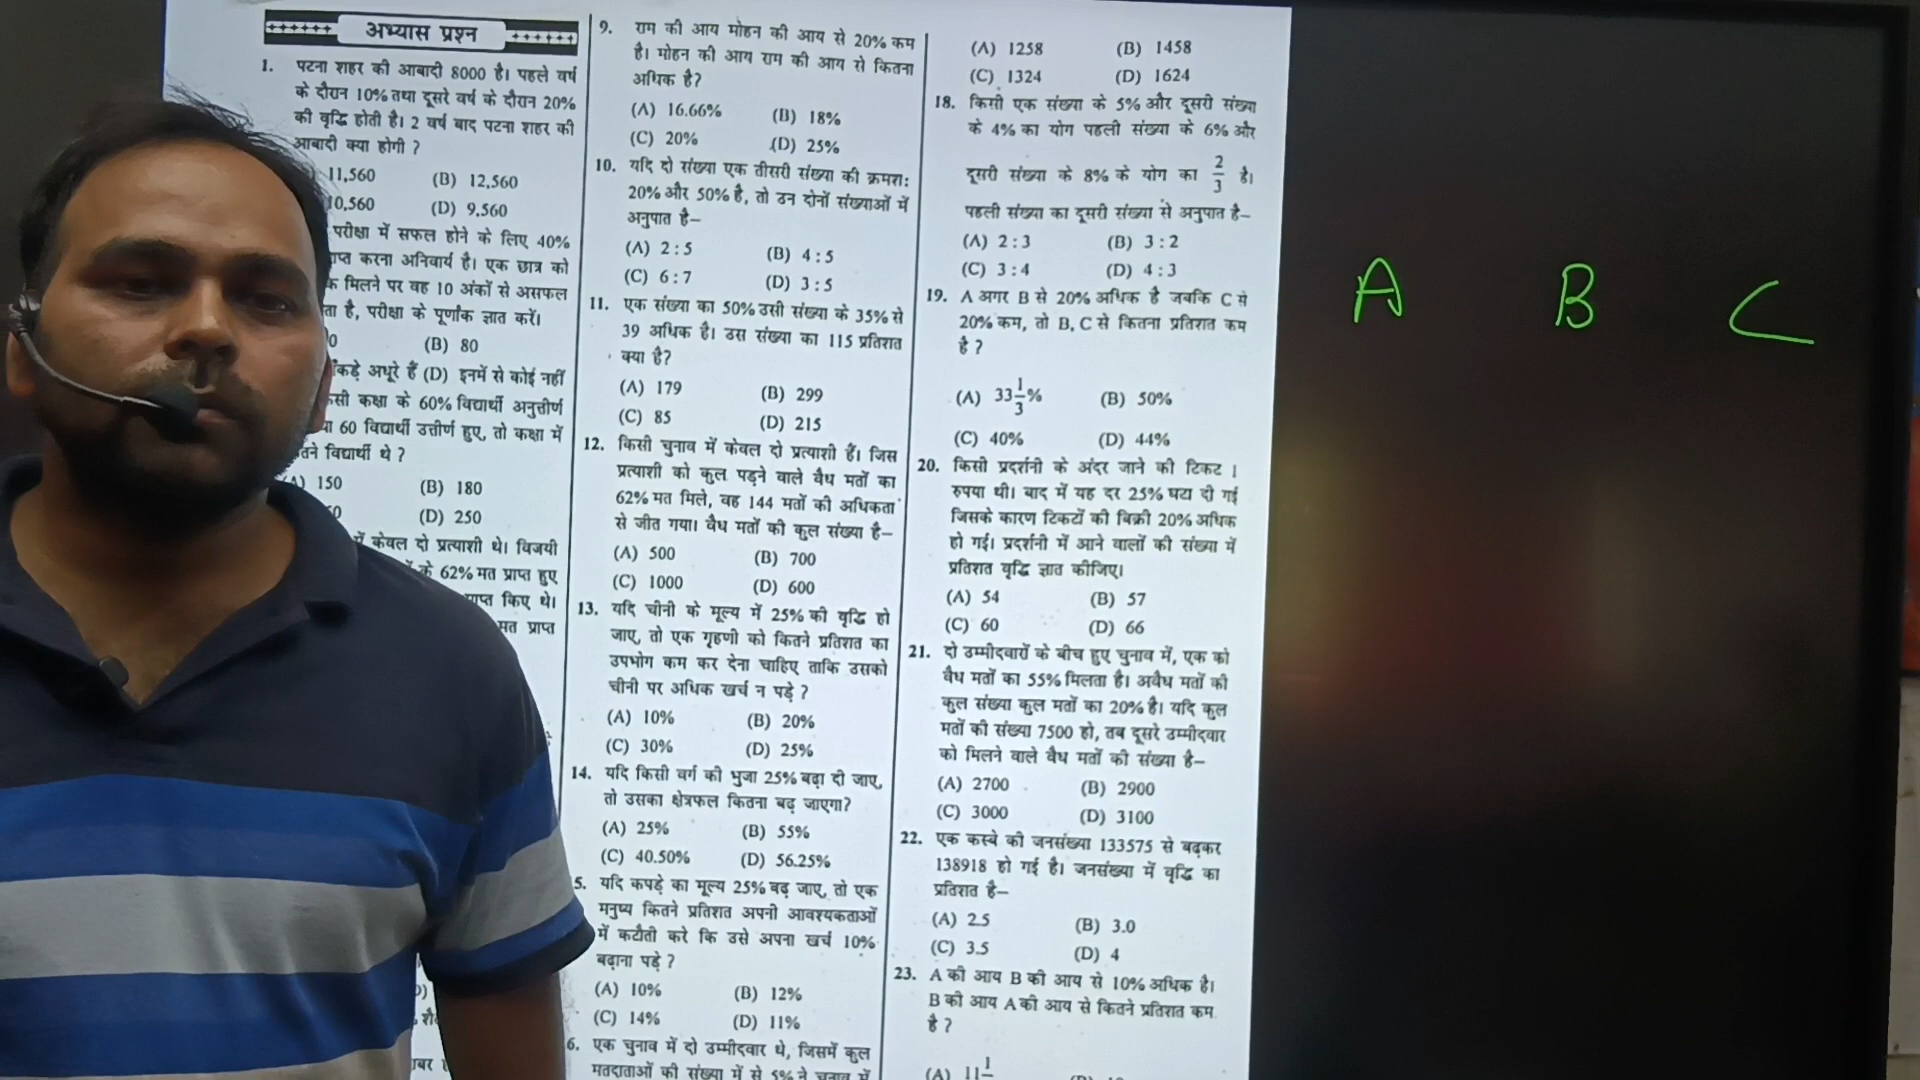 अभ्यास प्रश्न
1. पटना शहर की आबादी 8000 है। पहले वर्ष
के दौरान 10% तथा दूसरे वर्ष के दौरान 20%
की वृद्धि होती है। 2 वर्ष बाद पटना शहर की
आबादी क्या होगी ?
11,560 (B) 12,560
10,560 (D) 9,560
परीक्षा में सफल होने के लिए 40%
करना अनिवार्य है। एक छात्र को
मिलने पर वह 10 अंकों से असफल
है, परीक्षा के पूर्णांक ज्ञात करें।
(B) 80
अधूरे हैं (D) इनमें से कोई नहीं
कक्षा के 60% विद्यार्थी अनुत्तीर्ण
60 विद्यार्थी उत्तीर्ण हुए, तो कक्षा में
विद्यार्थी थे ?
150 (B) 180
(D) 250
केवल दो प्रत्याशी थे। विजयी
के 62% मत प्राप्त हुए
किए थे।
मत प्राप्त
9. राम की आय मोहन की आय से 20% कम
है। मोहन की आय राम की आय से कितना
अधिक है?
(A) 16.66% (B) 18%
(C) 20% (D) 25%
10. यदि दो संख्या एक तीसरी संख्या की क्रमशः
20% और 50% है, तो उन दोनों संख्याओं में
अनुपात है–
(A) 2 : 5 (B) 4 : 5
(C) 6 : 7 (D) 3 : 5
11. एक संख्या का 50% उसी संख्या के 35% से
39 अधिक है। उस संख्या का 115 प्रतिशत
क्या है?
(A) 179 (B) 299
(C) 85 (D) 215
12. किसी चुनाव में केवल दो प्रत्याशी हैं। जिस
प्रत्याशी को कुल पड़ने वाले वैध मतों का
62% मत मिले, वह 144 मतों की अधिकता
से जीत गया। वैध मतों की कुल संख्या है–
(A) 500 (B) 700
(C) 1000 (D) 600
13. यदि चीनी के मूल्य में 25% की वृद्धि हो
जाए, तो एक गृहणी को कितने प्रतिशत का
उपभोग कम कर देना चाहिए ताकि उसको
चीनी पर अधिक खर्च न पड़े ?
(A) 10% (B) 20%
(C) 30% (D) 25%
14. यदि किसी वर्ग की भुजा 25% बढ़ा दी जाए,
तो उसका क्षेत्रफल कितना बढ़ जाएगा?
(A) 25% (B) 55%
(C) 40.50% (D) 56.25%
5. यदि कपड़े का मूल्य 25% बढ़ जाए, तो एक
मनुष्य कितने प्रतिशत अपनी आवश्यकताओं
में कटौती करे कि उसे अपना खर्च 10%
बढ़ाना पड़े ?
(A) 10% (B) 12%
(C) 14% (D) 11%
6. एक चुनाव में दो उम्मीदवार थे, जिसमें कुल
मतदाताओं की संख्या में से 5% ने चुनाव में
(A) 1258 (B) 1458
(C) 1324 (D) 1624
18. किसी एक संख्या के 5% और दूसरी संख्या
के 4% का योग पहली संख्या के 6% और
दूसरी संख्या के 8% के योग का 2/3 है।
पहली संख्या का दूसरी संख्या से अनुपात है–
(A) 2 : 3 (B) 3 : 2
(C) 3 : 4 (D) 4 : 3
19. A अगर B से 20% अधिक है जबकि C से
20% कम, तो B, C से कितना प्रतिशत कम
है ?
(A) 33 1/3 % (B) 50%
(C) 40% (D) 44%
20. किसी प्रदर्शनी के अंदर जाने की टिकट 1
रुपया थी। बाद में यह दर 25% घटा दी गई
जिसके कारण टिकटों की बिक्री 20% अधिक
हो गई। प्रदर्शनी में आने वालों की संख्या में
प्रतिशत वृद्धि ज्ञात कीजिए।
(A) 54 (B) 57
(C) 60 (D) 66
21. दो उम्मीदवारों के बीच हुए चुनाव में, एक को
वैध मतों का 55% मिलता है। अवैध मतों की
कुल संख्या कुल मतों का 20% है। यदि कुल
मतों की संख्या 7500 हो, तब दूसरे उम्मीदवार
को मिलने वाले वैध मतों की संख्या है–
(A) 2700 (B) 2900
(C) 3000 (D) 3100
22. एक कस्बे की जनसंख्या 133575 से बढ़कर
138918 हो गई है। जनसंख्या में वृद्धि का
प्रतिशत है–
(A) 2.5 (B) 3.0
(C) 3.5 (D) 4
23. A की आय B की आय से 10% अधिक है।
B की आय A की आय से कितने प्रतिशत कम
है ?
A B C